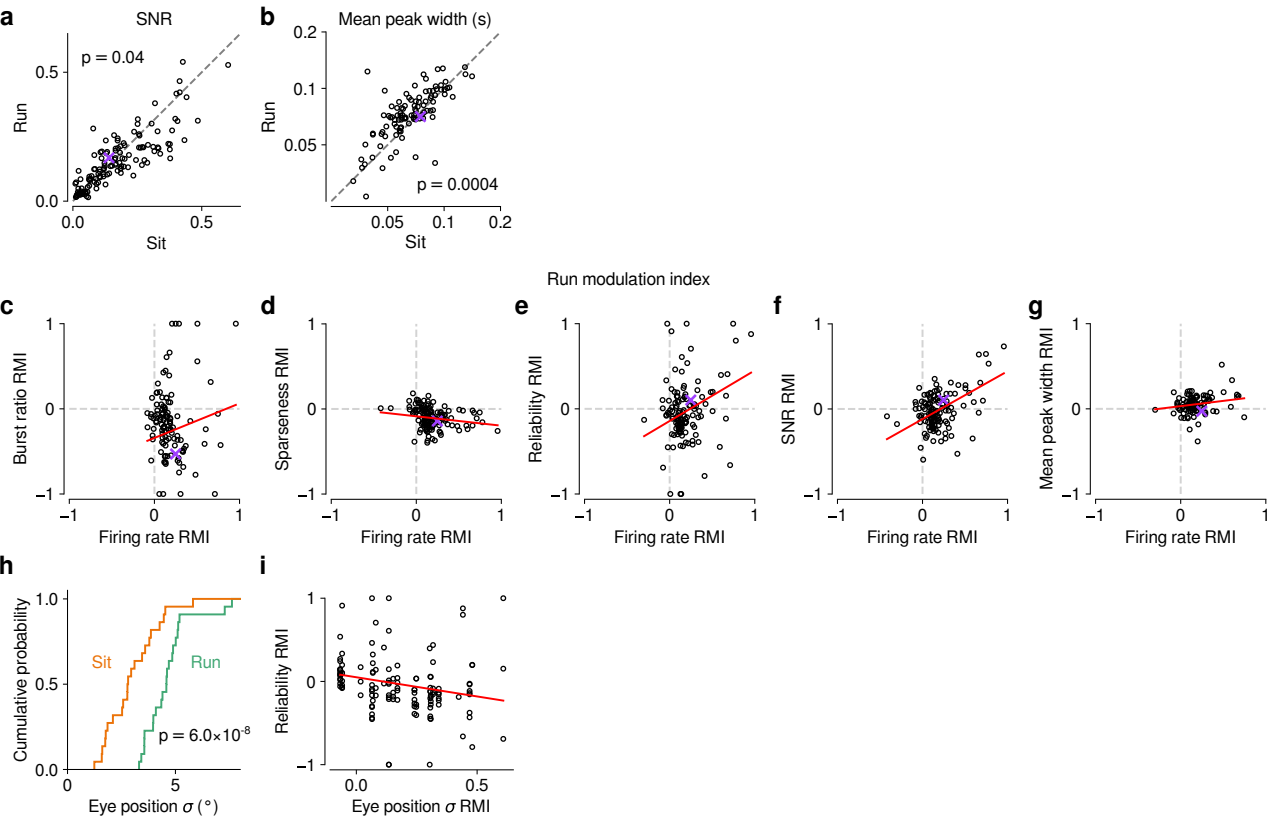 a
SNR
p = 0.04
Run
0.5
0.0
0.0
0.5
Sit
b
Mean peak width (s)
0.2
0.1
0.05
Run
p = 0.0004
0.05
0.1
0.2
Sit
Run modulation index
c
Burst ratio RMI
1
0
−1
−1
0
1
Firing rate RMI
d
Sparseness RMI
1
0
−1
−1
0
1
Firing rate RMI
e
Reliability RMI
1
0
−1
−1
0
1
Firing rate RMI
f
SNR RMI
1
0
−1
−1
0
1
Firing rate RMI
g
Mean peak width RMI
1
0
−1
−1
0
1
Firing rate RMI
h
Cumulative probability
1.0
0.5
0.0
Sit
Run
p = 6.0×10⁻⁸
0
5
Eye position σ (°)
i
Reliability RMI
1
0
−1
0.0
0.5
Eye position σ RMI